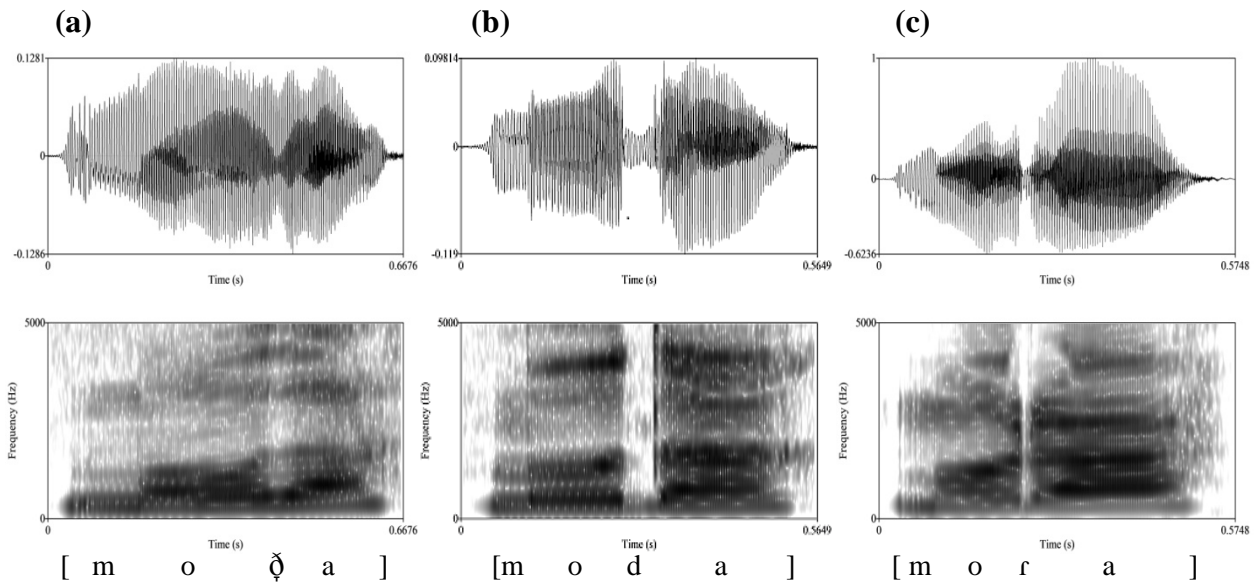 (a) (b) (c)
0.1281 0.09814 1
0 0 0
-0.1286 -0.119 -0.6236
0 0.6676 0 0.5649 0 0.5748
Time (s) Time (s) Time (s)
5000 5000 5000
Frequency (Hz) Frequency (Hz) Frequency (Hz)
0 0 0
0 0.6676 0 0.5649 0 0.5748
Time (s) Time (s) Time (s)
[ m o ð̞ a ] [m o d a ] [ m o ɾ a ]